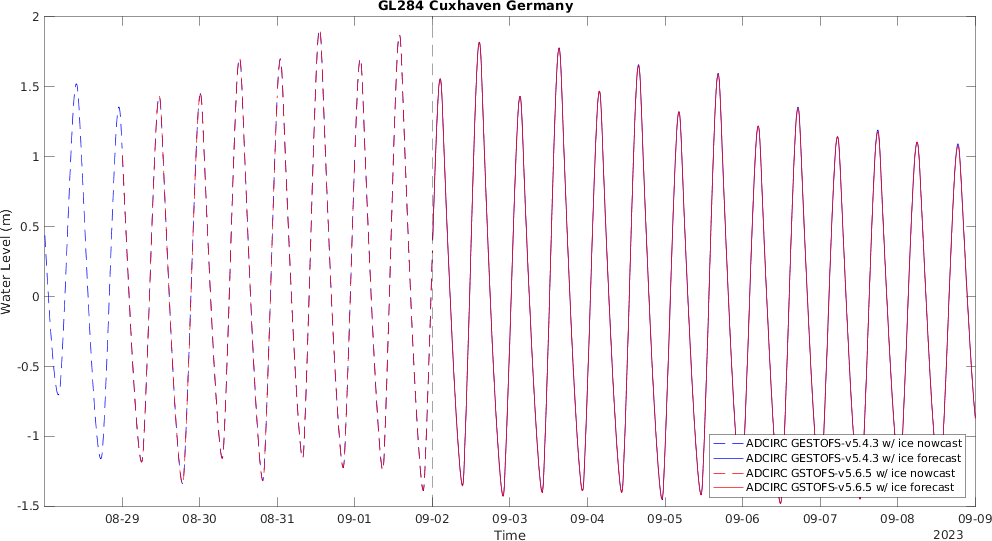 GL284 Cuxhaven Germany
2
1.5
1
0.5
0
-0.5
-1
-1.5
Water Level (m)
ADCIRC GESTOFS-v5.4.3 w/ ice nowcast
ADCIRC GESTOFS-v5.4.3 w/ ice forecast
ADCIRC GSTOFS-v5.6.5 w/ ice nowcast
ADCIRC GSTOFS-v5.6.5 w/ ice forecast
08-29 08-30 08-31 09-01 09-02 09-03 09-04 09-05 09-06 09-07 09-08 09-09
Time
2023